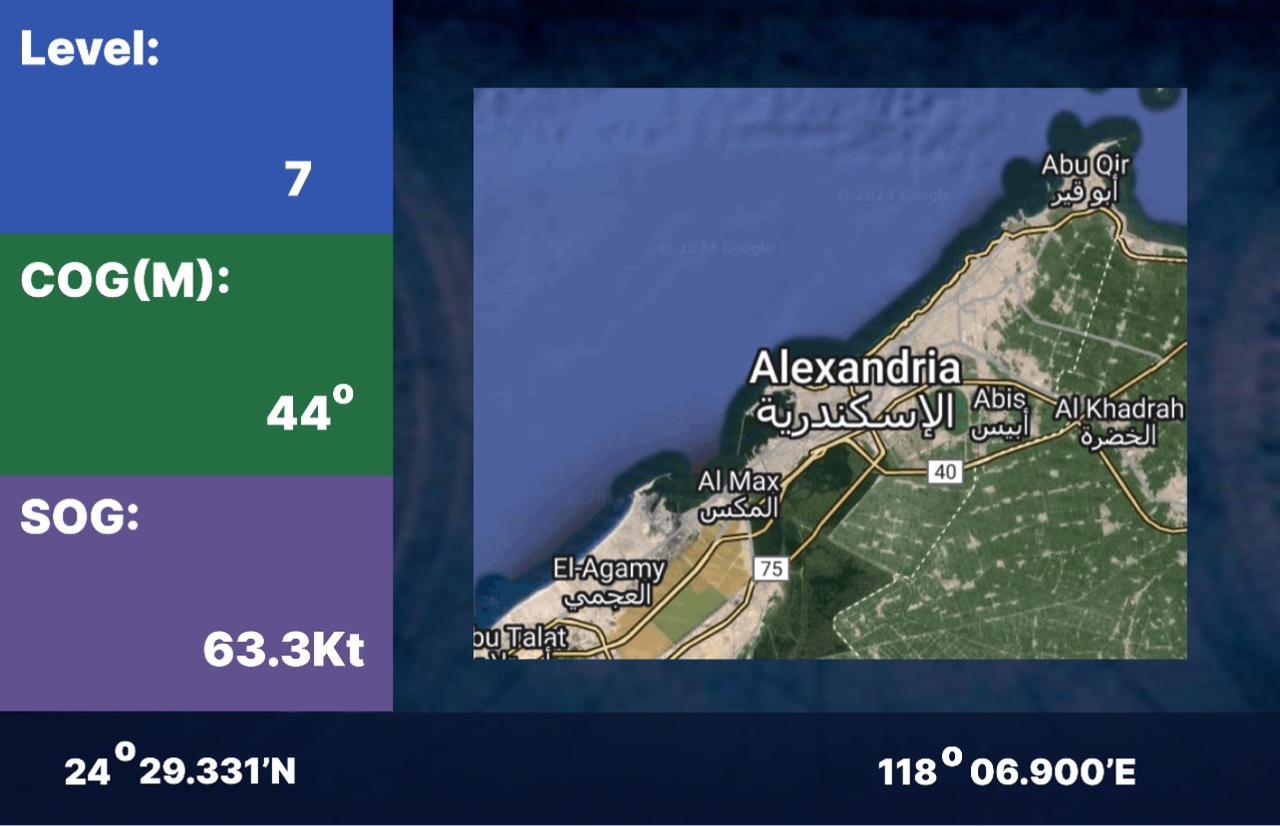 Level:
7
COG(M):
44°
SOG:
63.3Kt
Abu Qir
أبو قير
© 2024 Google
© 2024 Google
Alexandria
الإسكندرية
Abis
أبيس
Al Khadrah
الخضرة
40
Al Max
المكس
75
El-Agamy
العجمي
bu Talat
24°29.331’N
118°06.900’E